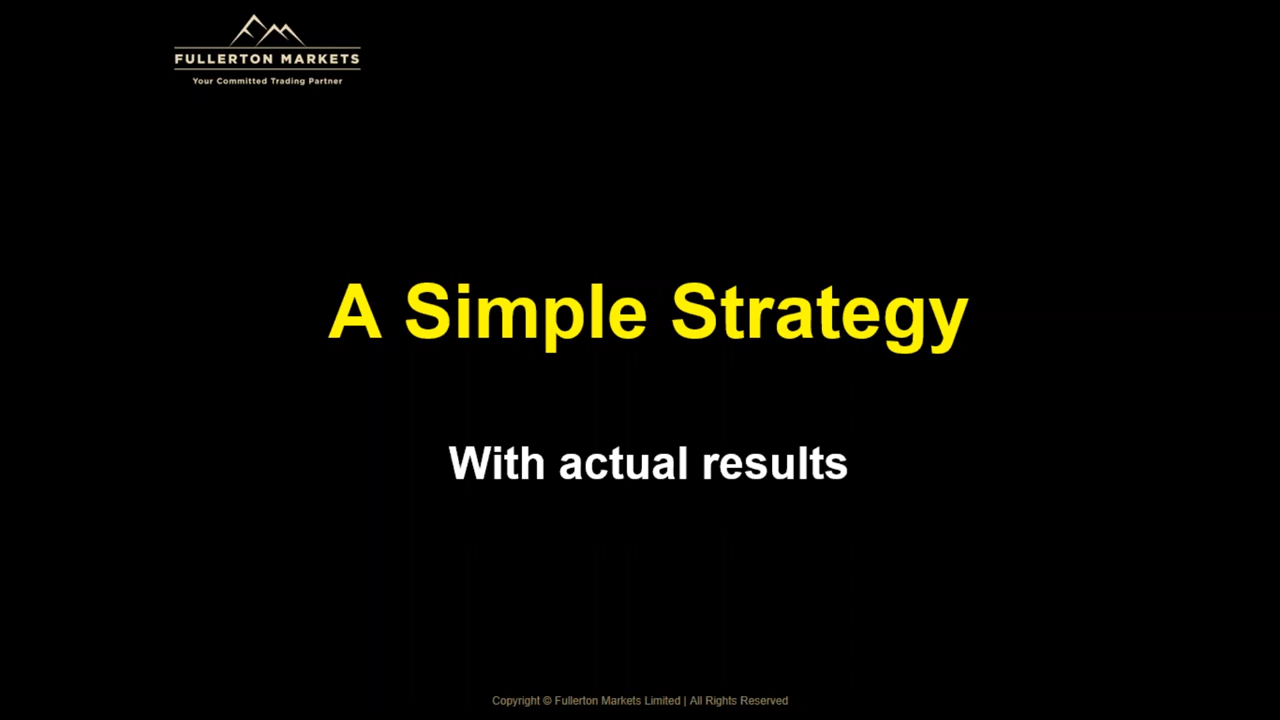 FULLERTON MARKETS
Your Committed Trading Partner
A Simple Strategy
With actual results
Copyright © Fullerton Markets Limited | All Rights Reserved